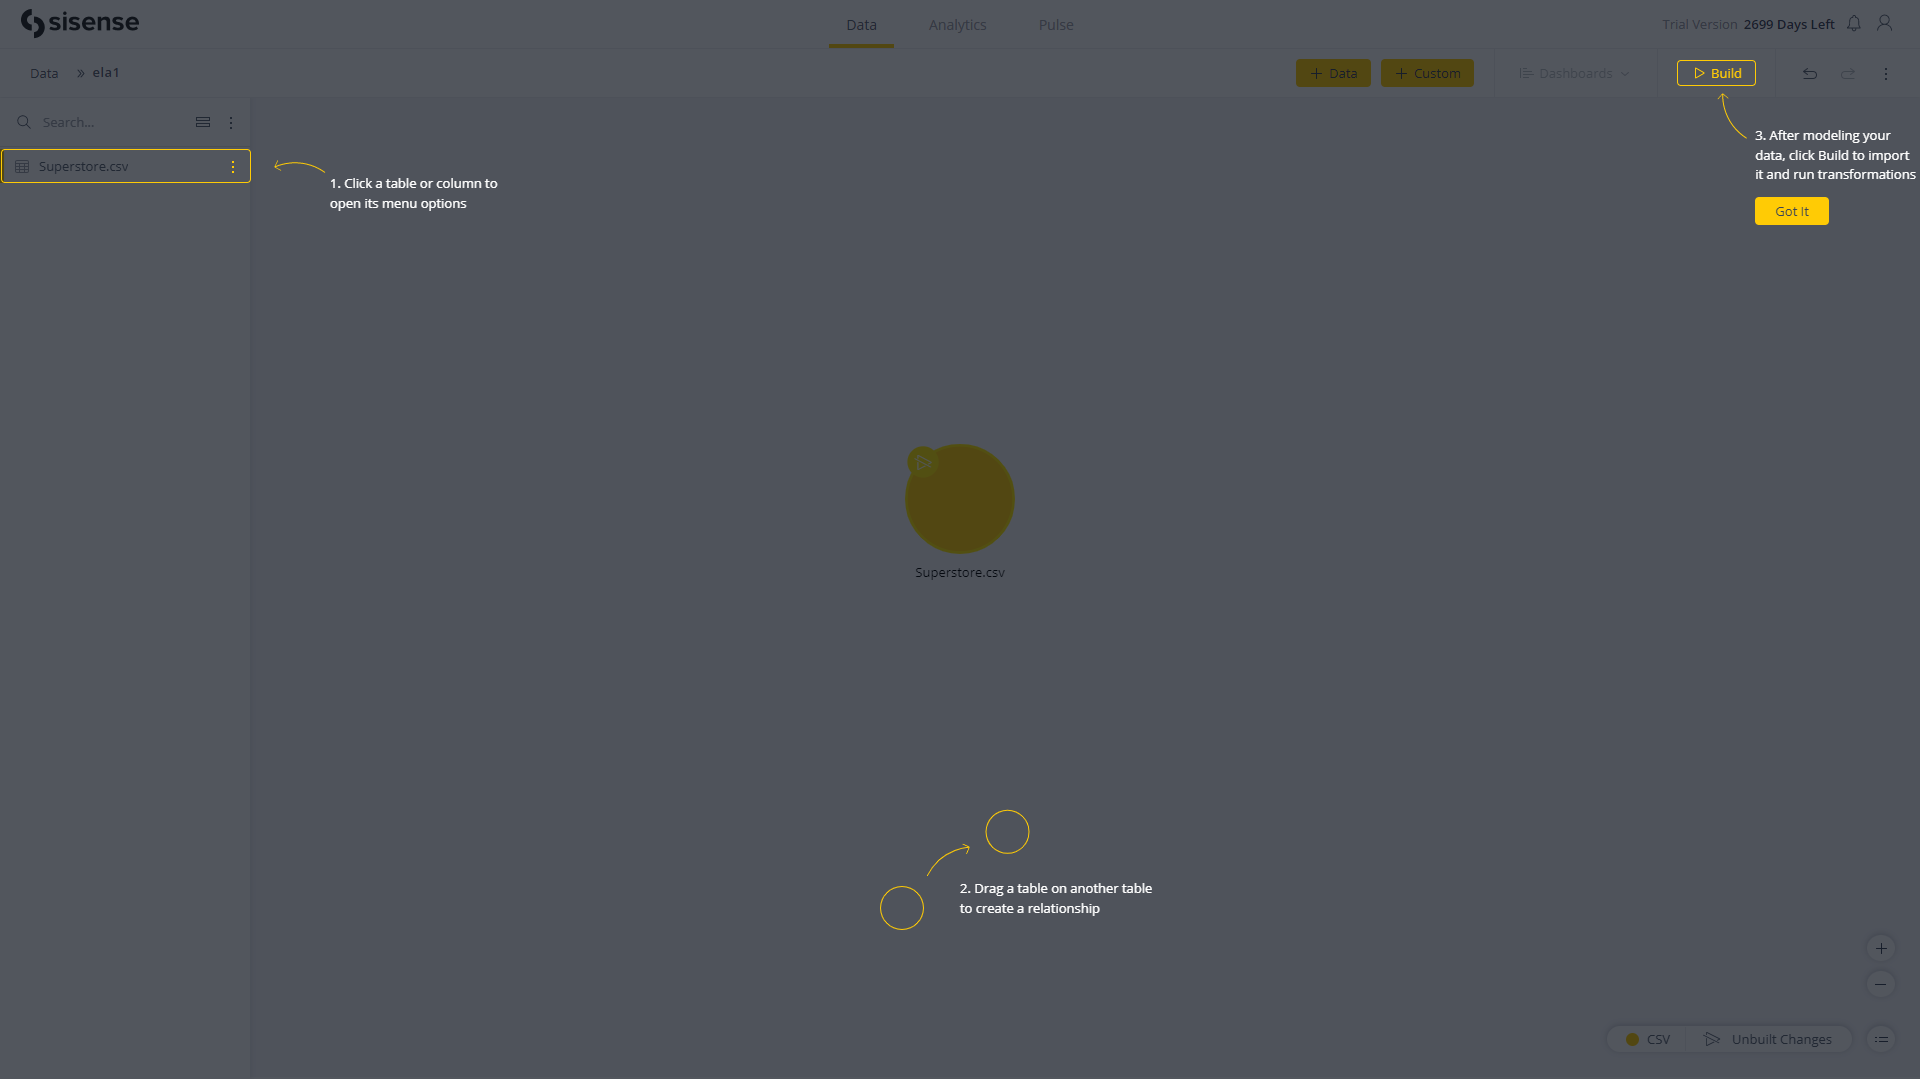 sisense
Data
Analytics
Pulse
Trial Version 2699 Days Left
Data » ela1
+ Data
+ Custom
Dashboards
Build
Search...
Superstore.csv
1. Click a table or column to
open its menu options
3. After modeling your
data, click Build to import
it and run transformations
Got It
Superstore.csv
2. Drag a table on another table
to create a relationship
CSV
Unbuilt Changes